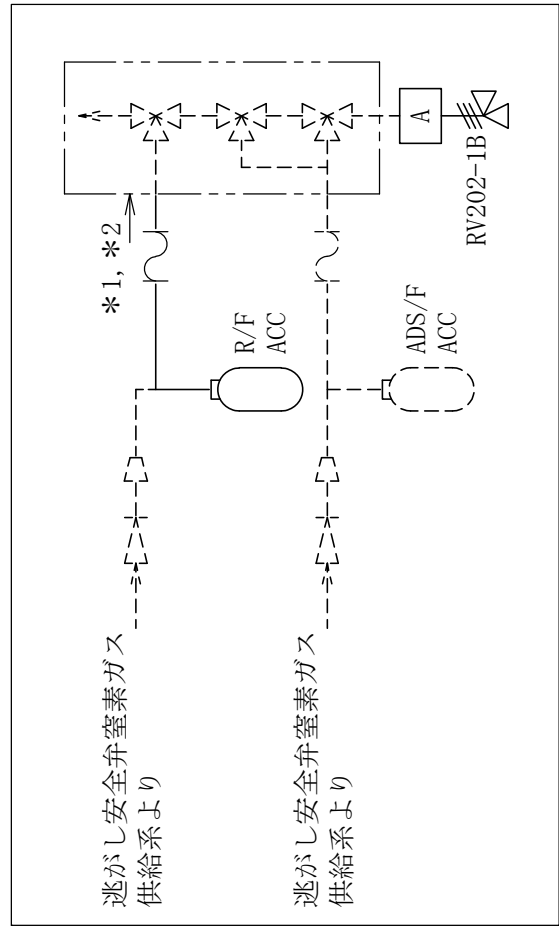 逃がし安全弁窒素ガス
供給系より
R/F
ACC
*1, *2
逃がし安全弁窒素ガス
供給系より
ADS/F
ACC
A
RV202-1B